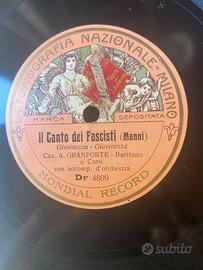 FONOGRAFIA NAZIONALE - MILANO
MARCA DEPOSITATA
Il Canto dei Fascisti (Manni)
Giovinezza - Giovinezza
Cav. A. GRANFORTE - Baritono
e Coro
con accomp. d'orchestra
Dr 4809
MONDIAL RECORD
subito